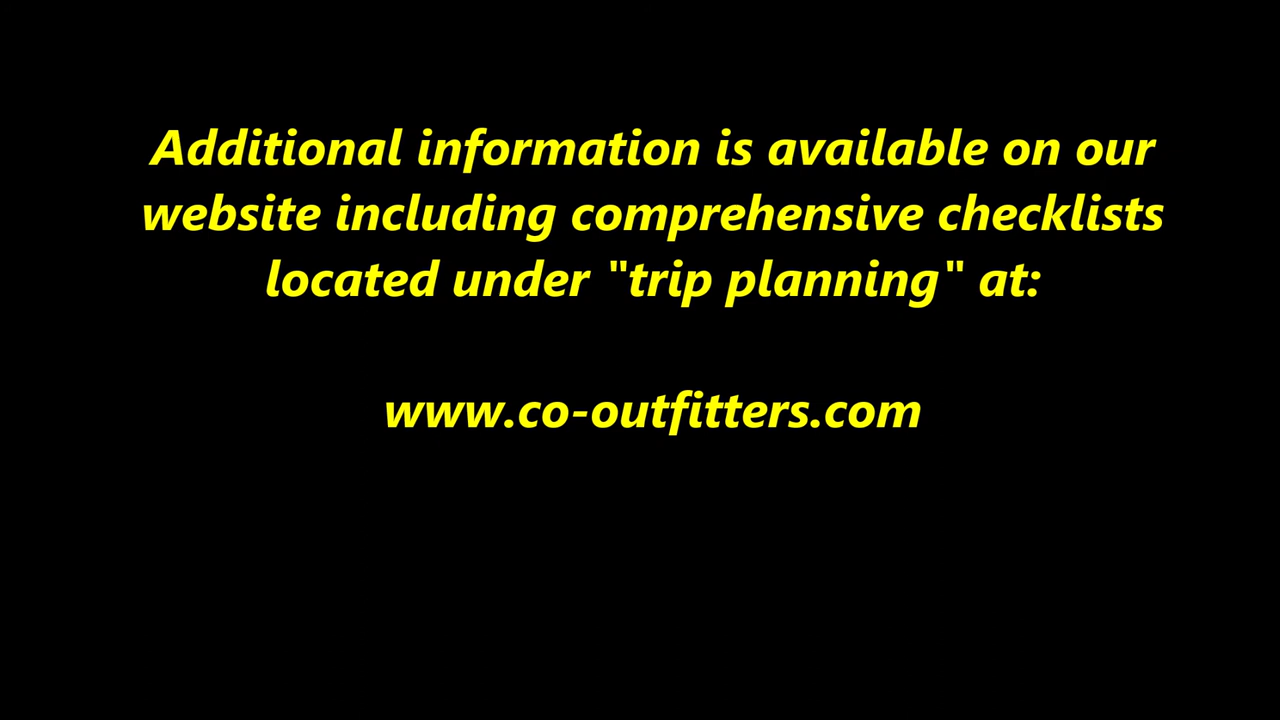 Additional information is available on our
website including comprehensive checklists
located under "trip planning" at:
www.co-outfitters.com